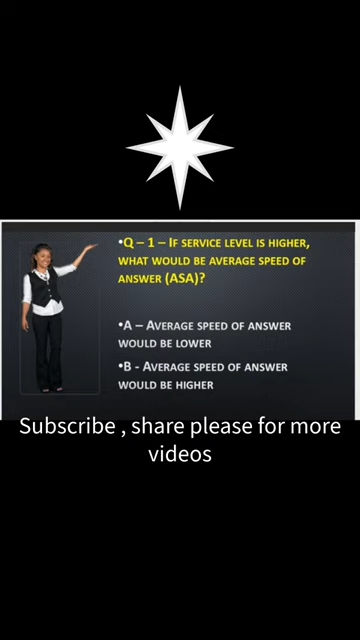 •Q – 1 – If service level is higher,
what would be average speed of
answer (ASA)?
•A – Average speed of answer
would be lower
•B - Average speed of answer
would be higher
Subscribe , share please for more
videos